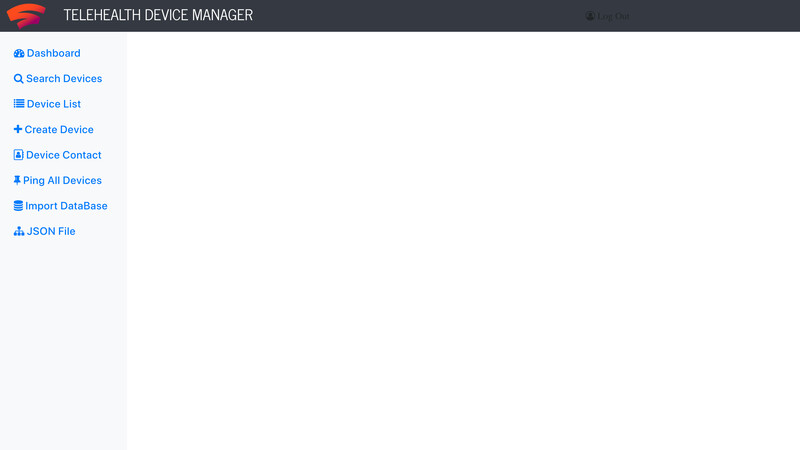 TELEHEALTH DEVICE MANAGER
Log Out
Dashboard
Search Devices
Device List
Create Device
Device Contact
Ping All Devices
Import DataBase
JSON File